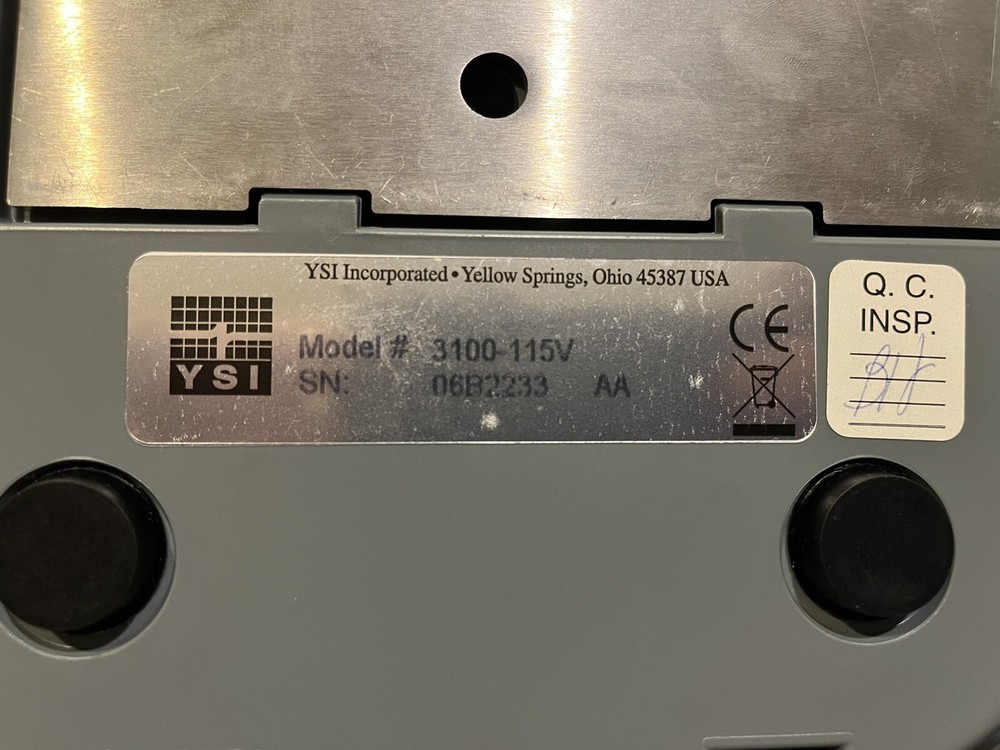 YSI Incorporated • Yellow Springs, Ohio 45387 USA
YSI
Model # 3100-115V
SN: 06B2233 AA
CE
Q. C.
INSP.